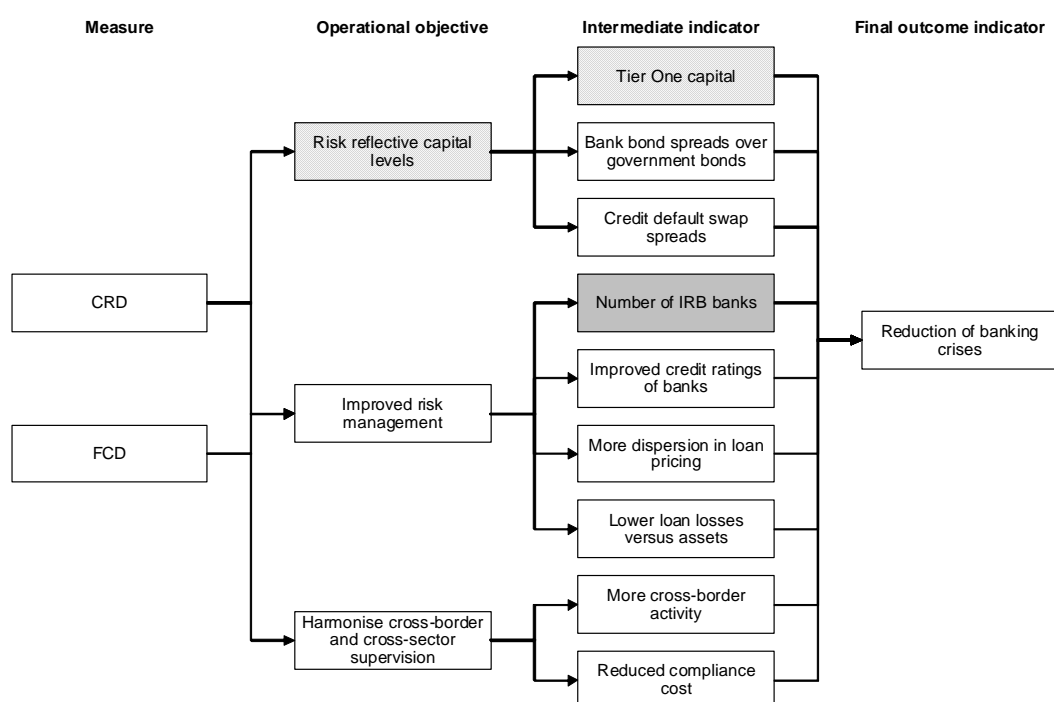 Measure
Operational objective
Intermediate indicator
Final outcome indicator
CRD
FCD
Risk reflective capital
levels
Improved risk
management
Harmonise cross-border
and cross-sector
supervision
Tier One capital
Bank bond spreads over
government bonds
Credit default swap
spreads
Number of IRB banks
Improved credit ratings
of banks
More dispersion in loan
pricing
Lower loan losses
versus assets
More cross-border
activity
Reduced compliance
cost
Reduction of banking
crises